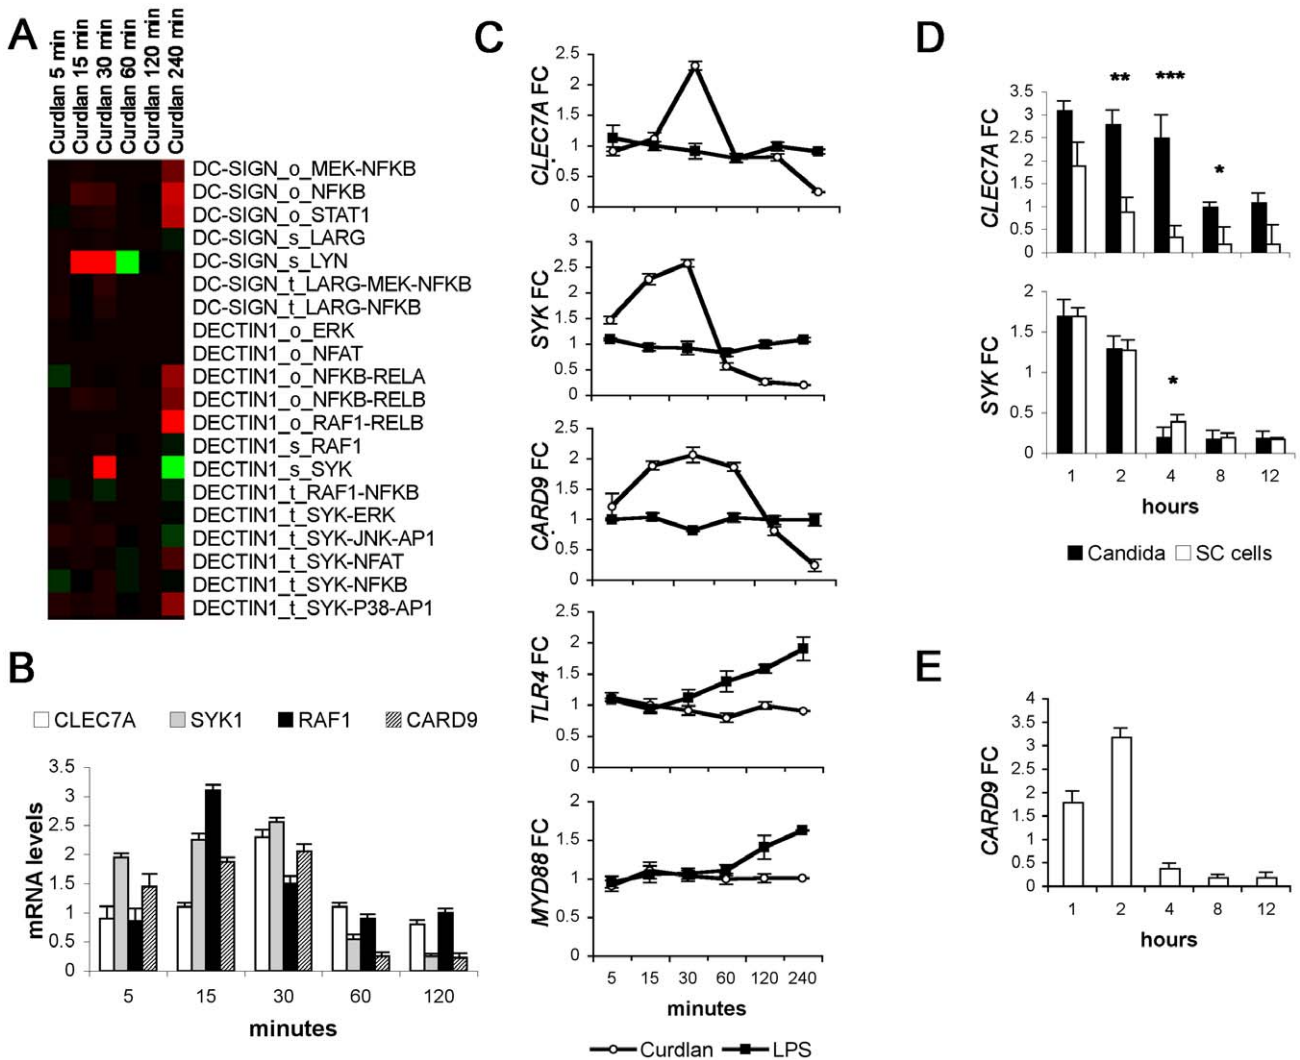 A
Curdlan 5 min
Curdlan 15 min
Curdlan 30 min
Curdlan 60 min
Curdlan 120 min
Curdlan 240 min
DC-SIGN_o_MEK-NFKB
DC-SIGN_o_NFKB
DC-SIGN_o_STAT1
DC-SIGN_s_LARG
DC-SIGN_s_LYN
DC-SIGN_t_LARG-MEK-NFKB
DC-SIGN_t_LARG-NFKB
DECTIN1_o_ERK
DECTIN1_o_NFAT
DECTIN1_o_NFKB-RELA
DECTIN1_o_NFKB-RELB
DECTIN1_o_RAF1-RELB
DECTIN1_s_RAF1
DECTIN1_s_SYK
DECTIN1_t_RAF1-NFKB
DECTIN1_t_SYK-ERK
DECTIN1_t_SYK-JNK-AP1
DECTIN1_t_SYK-NFAT
DECTIN1_t_SYK-NFKB
DECTIN1_t_SYK-P38-AP1
B
CLEC7A SYK1 RAF1 CARD9
mRNA levels
3.5
3
2.5
2
1.5
1
0.5
0
5 15 30 60 120
minutes
C
CLEC7A FC
2.5
2
1.5
1
0.5
0
SYK FC
3
2.5
2
1.5
1
0.5
0
CARD9 FC
2.5
2
1.5
1
0.5
0
TLR4 FC
2.5
2
1.5
1
0.5
0
MYD88 FC
2
1.5
1
0.5
0
5 15 30 60 120 240
minutes
Curdlan LPS
D
CLEC7A FC
3.5
3
2.5
2
1.5
1
0.5
0
** *** *
SYK FC
2
1.5
1
0.5
0
*
1 2 4 8 12
hours
Candida SC cells
E
CARD9 FC
4
3.5
3
2.5
2
1.5
1
0.5
0
1 2 4 8 12
hours